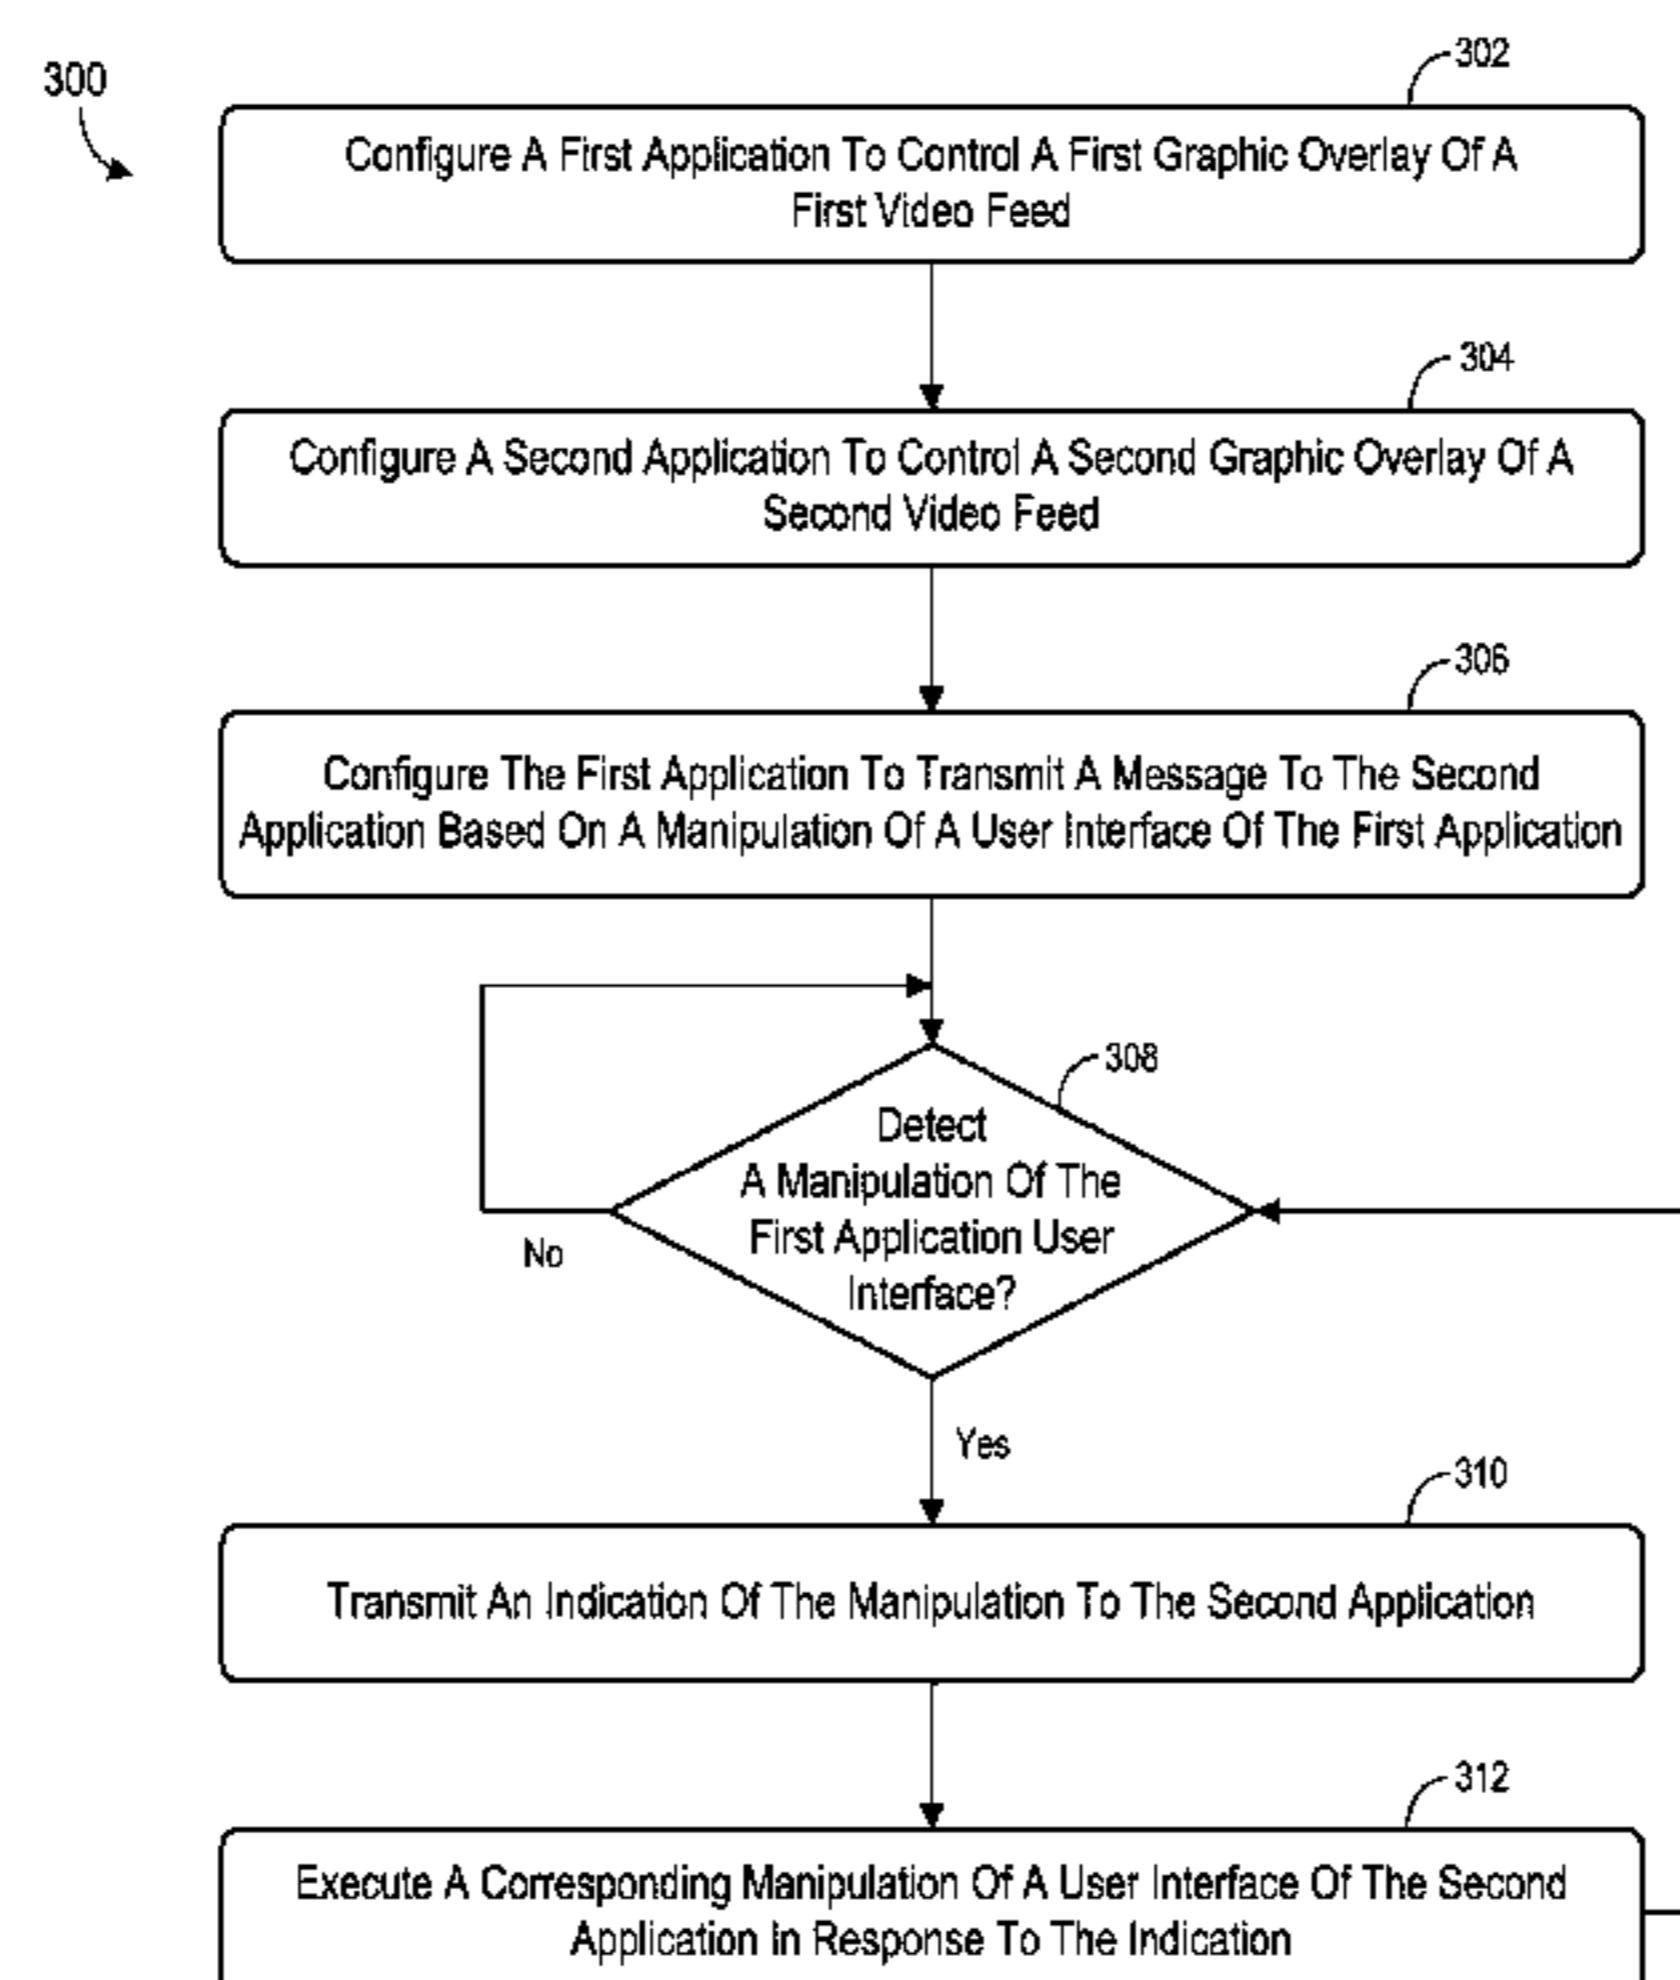 300
302
Configure A First Application To Control A First Graphic Overlay Of A
First Video Feed
304
Configure A Second Application To Control A Second Graphic Overlay Of A
Second Video Feed
306
Configure The First Application To Transmit A Message To The Second
Application Based On A Manipulation Of A User Interface Of The First Application
308
Detect
A Manipulation Of The
First Application User
Interface?
No
Yes
310
Transmit An Indication Of The Manipulation To The Second Application
312
Execute A Corresponding Manipulation Of A User Interface Of The Second
Application In Response To The Indication